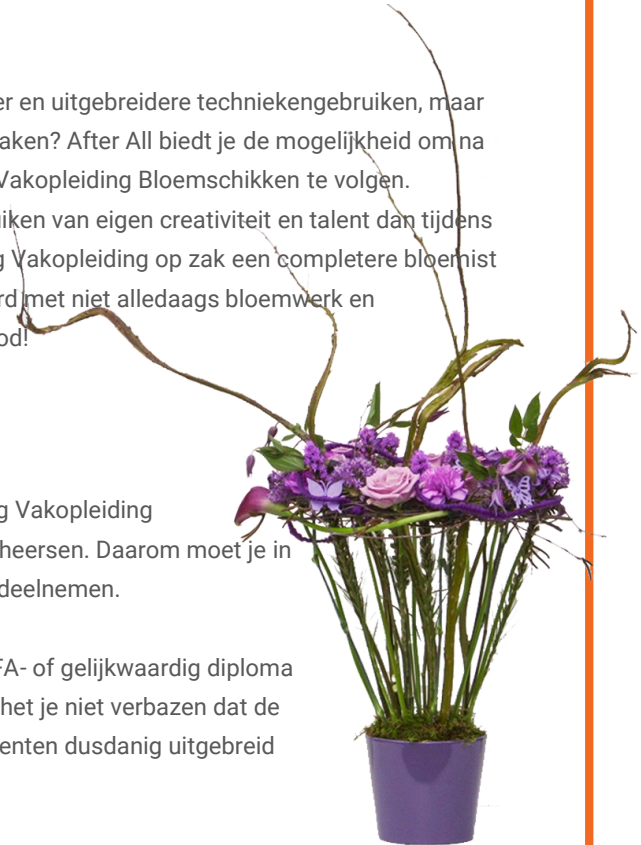 er en uitgebreidere techniekengebruiken, maar
aken? After All biedt je de mogelijkheid om na
Vakopleiding Bloemschikken te volgen.
iken van eigen creativiteit en talent dan tijdens
g Vakopleiding op zak een completere bloemist
rd met niet alledaags bloemwerk en
od!
g Vakopleiding
heersen. Daarom moet je in
deelnemen.
FA- of gelijkwaardig diploma
het je niet verbazen dat de
enten dusdanig uitgebreid